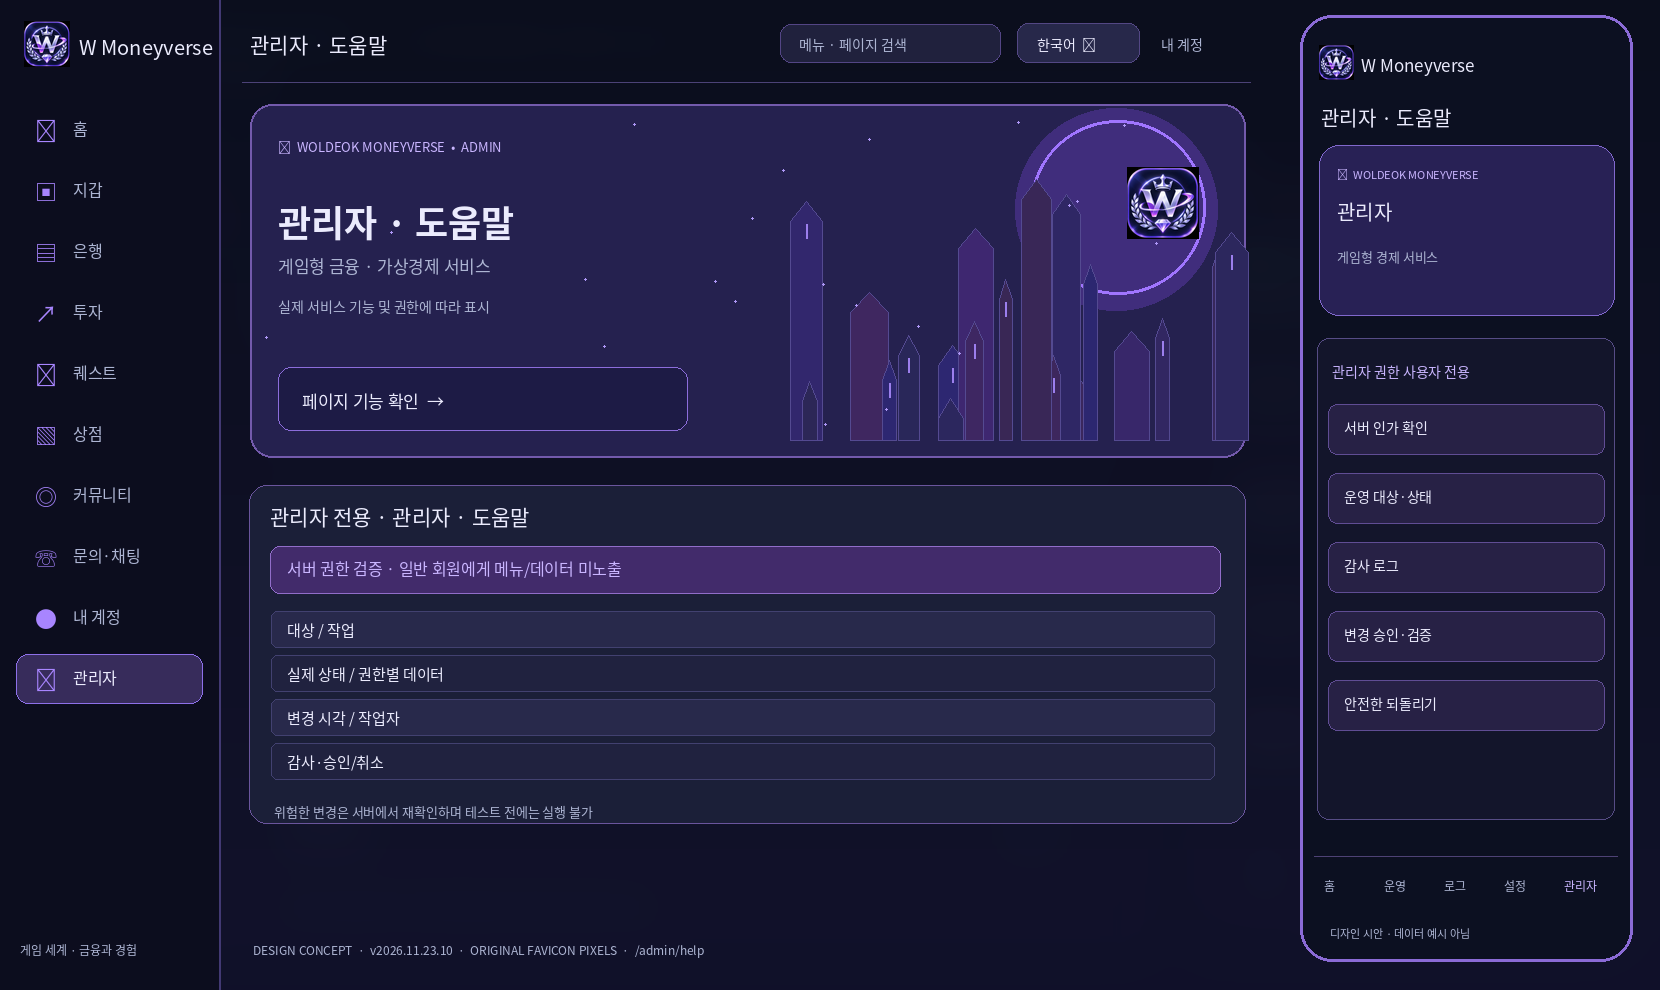 W Moneyverse
홈
지갑
은행
투자
퀘스트
상점
커뮤니티
문의·채팅
내 계정
관리자
게임 세계 · 금융과 경험
관리자 · 도움말
메뉴 · 페이지 검색
한국어
내 계정
WOLDEOK MONEYVERSE • ADMIN
관리자 · 도움말
게임형 금융 · 가상경제 서비스
실제 서비스 기능 및 권한에 따라 표시
페이지 기능 확인 →
관리자 전용 · 관리자 · 도움말
서버 권한 검증 · 일반 회원에게 메뉴/데이터 미노출
대상 / 작업
실제 상태 / 권한별 데이터
변경 시각 / 작업자
감사·승인/취소
위험한 변경은 서버에서 재확인하며 테스트 전에는 실행 불가
DESIGN CONCEPT · v2026.11.23.10 · ORIGINAL FAVICON PIXELS · /admin/help
W Moneyverse
관리자 · 도움말
WOLDEOK MONEYVERSE
관리자
게임형 경제 서비스
관리자 권한 사용자 전용
서버 인가 확인
운영 대상·상태
감사 로그
변경 승인·검증
안전한 되돌리기
홈 운영 로그 설정 관리자
디자인 시안 · 데이터 예시 아님